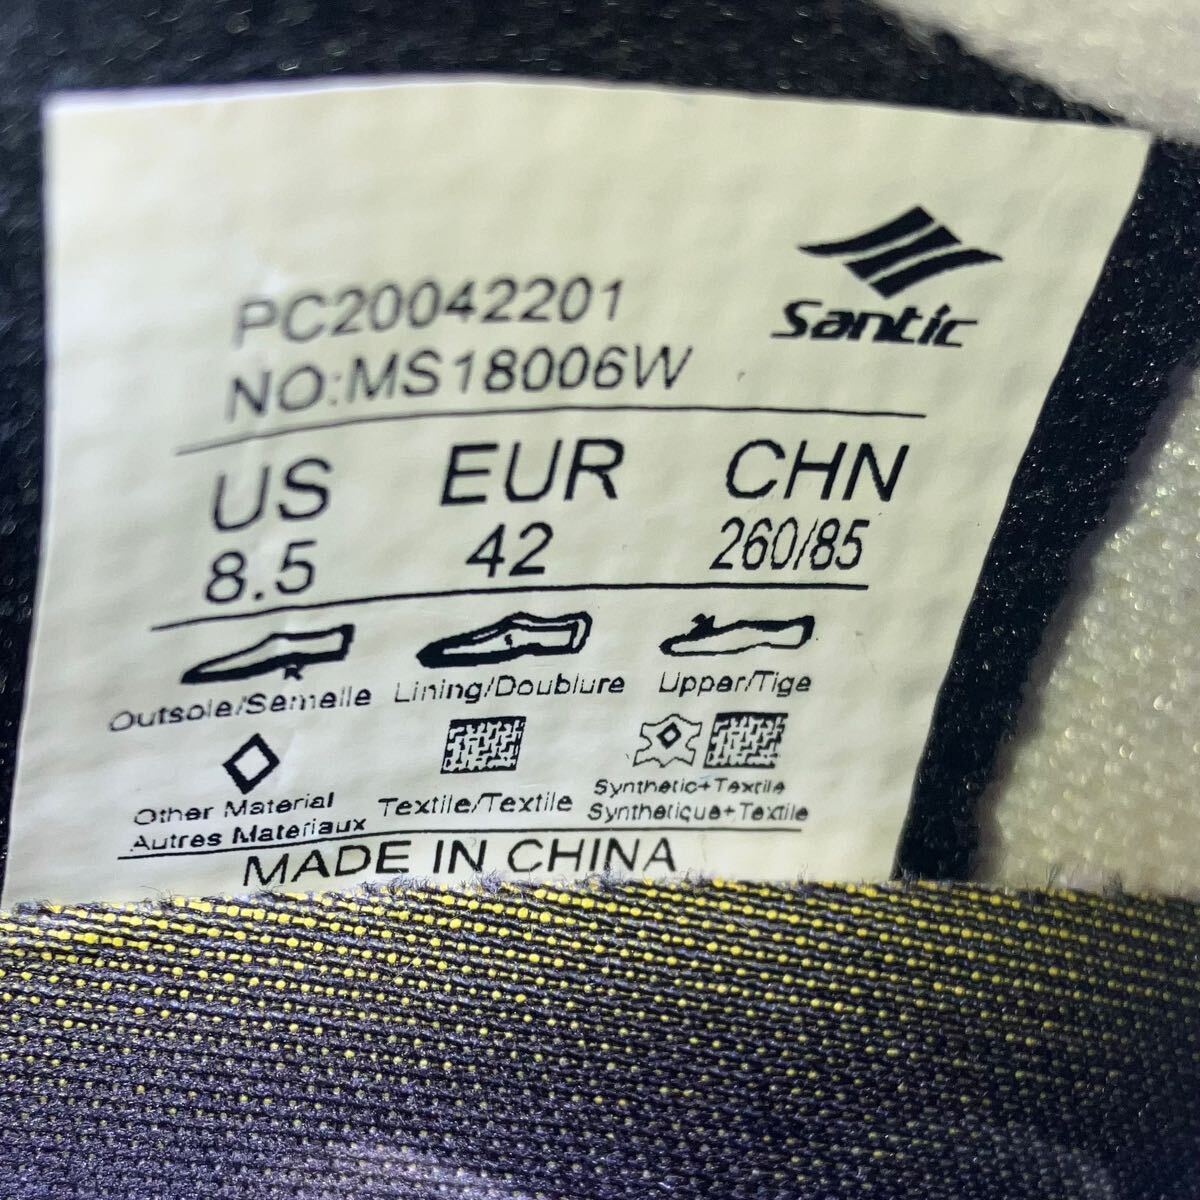 Santic
PC20042201
NO:MS18006W
US EUR CHN
8.5 42 260/85
Outsole/Semelle Lining/Doublure Upper/Tige
Other Material Textile/Textile Synthetic+Textile
Autres Materiaux Synthetique+Textile
MADE IN CHINA